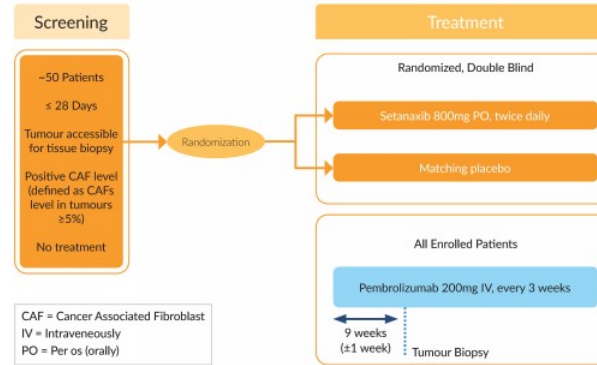 Screening
~50 Patients
≤ 28 Days
Tumour accessible
for tissue biopsy
Positive CAF level
(defined as CAFs
level in tumours
≥5%)
No treatment
Randomization
Treatment
Randomized, Double Blind
Setanaxib 800mg PO, twice daily
Matching placebo
All Enrolled Patients
Pembrolizumab 200mg IV, every 3 weeks
9 weeks
(±1 week)
Tumour Biopsy
CAF = Cancer Associated Fibroblast
IV = Intraveneously
PO = Per os (orally)